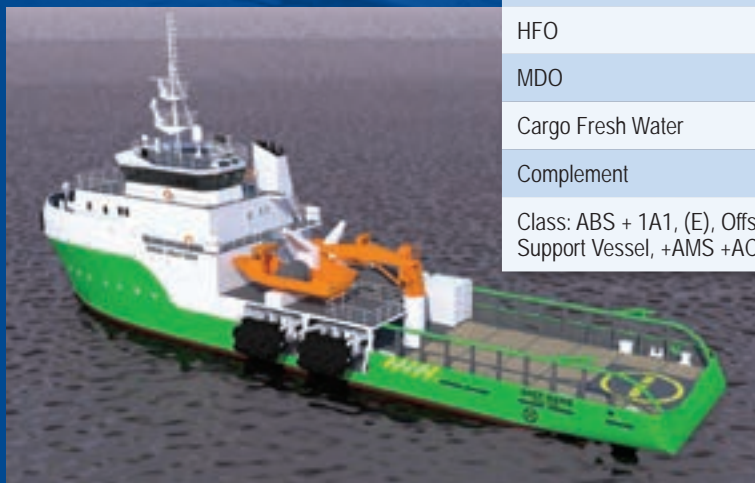 HFO
MDO
Cargo Fresh Water
Complement
Class: ABS + 1A1, (E), Offs
Support Vessel, +AMS +AC